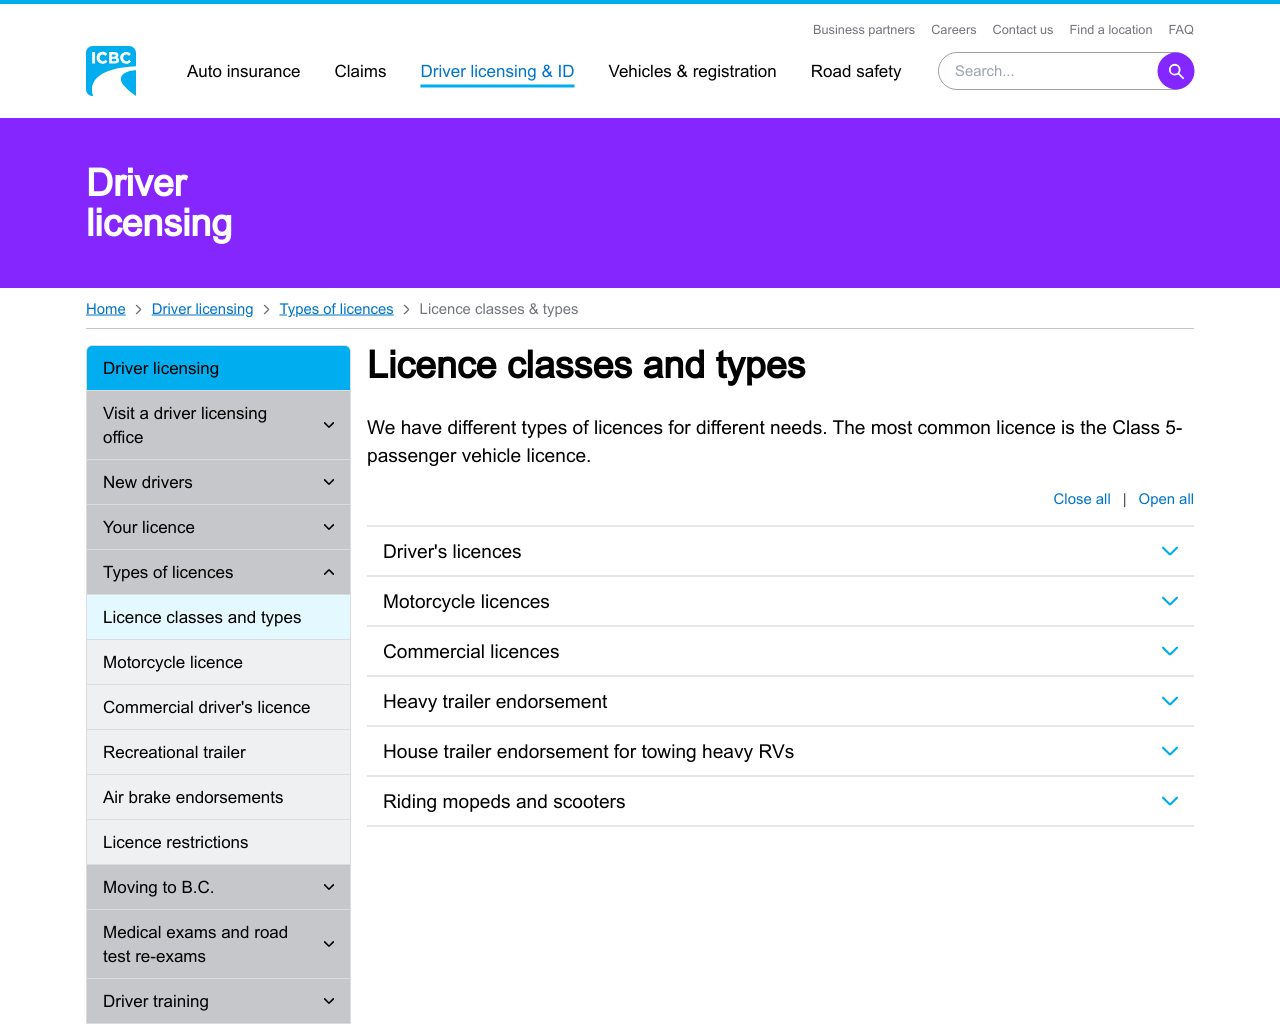 Business partners Careers Contact us Find a location FAQ
ICBC
Auto insurance Claims Driver licensing & ID Vehicles & registration Road safety Search...
Driver
licensing
Home Driver licensing Types of licences Licence classes & types
Driver licensing
Visit a driver licensing
office
New drivers
Your licence
Types of licences
Licence classes and types
Motorcycle licence
Commercial driver's licence
Recreational trailer
Air brake endorsements
Licence restrictions
Moving to B.C.
Medical exams and road
test re-exams
Driver training
Licence classes and types
We have different types of licences for different needs. The most common licence is the Class 5-
passenger vehicle licence.
Close all | Open all
Driver's licences
Motorcycle licences
Commercial licences
Heavy trailer endorsement
House trailer endorsement for towing heavy RVs
Riding mopeds and scooters